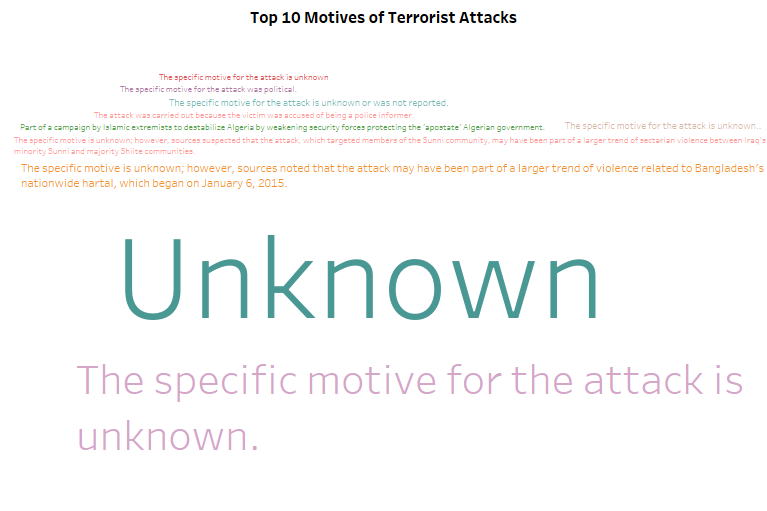 Top 10 Motives of Terrorist Attacks
The specific motive for the attack is unknown
The specific motive for the attack was political.
The specific motive for the attack is unknown or was not reported.
The attack was carried out because the victim was accused of being a police informer.
Part of a campaign by Islamic extremists to destabilize Algeria by weakening security forces protecting the 'apostate' Algerian government.
The specific motive for the attack is unknown...
The specific motive is unknown; however, sources suspected that the attack, which targeted members of the Sunni community, may have been part of a larger trend of sectarian violence between Iraq's
minority Sunni and majority Shiite communities.
The specific motive is unknown; however, sources noted that the attack may have been part of a larger trend of violence related to Bangladesh's
nationwide hartal, which began on January 6, 2015.
Unknown
The specific motive for the attack is
unknown.